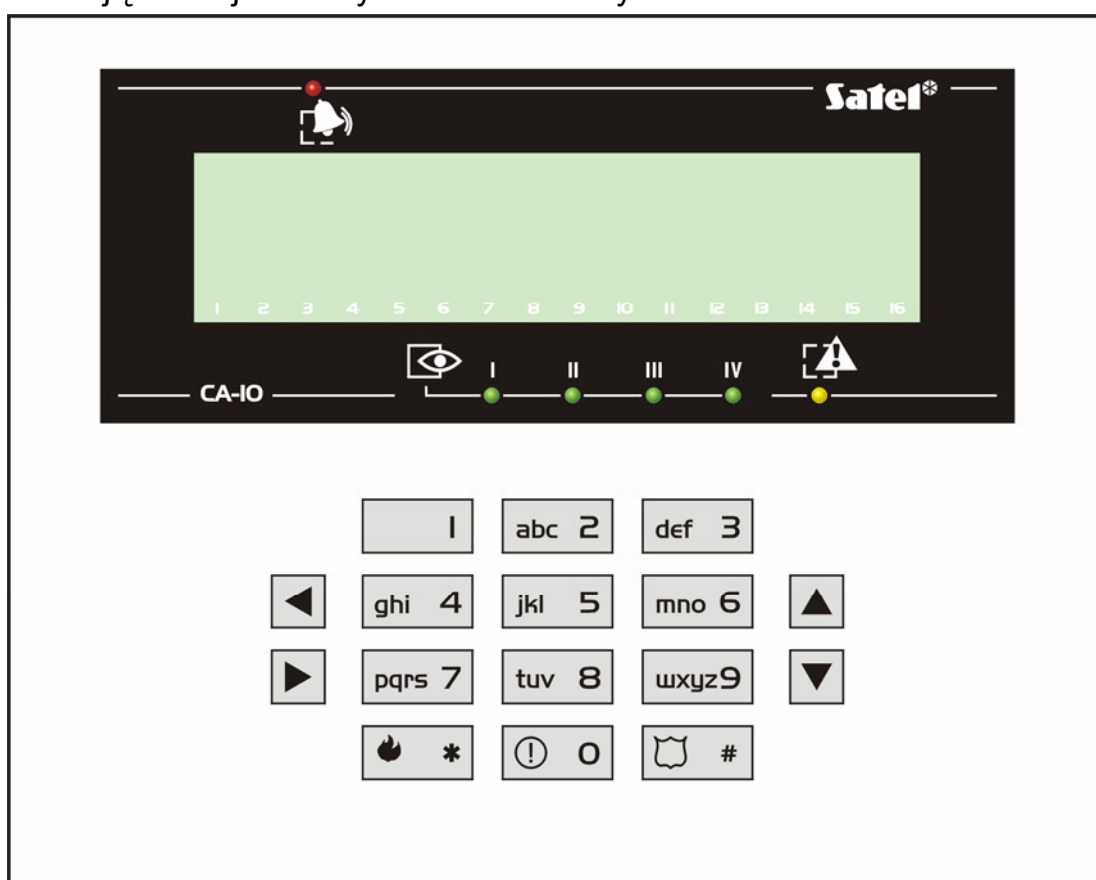 Satel
1 2 3 4 5 6 7 8 9 10 11 12 13 14 15 16
I II III IV
CA-10
1 abc 2 def 3
ghi 4 jkl 5 mno 6
pqrs 7 tuv 8 wxyz 9
* ! 0 #